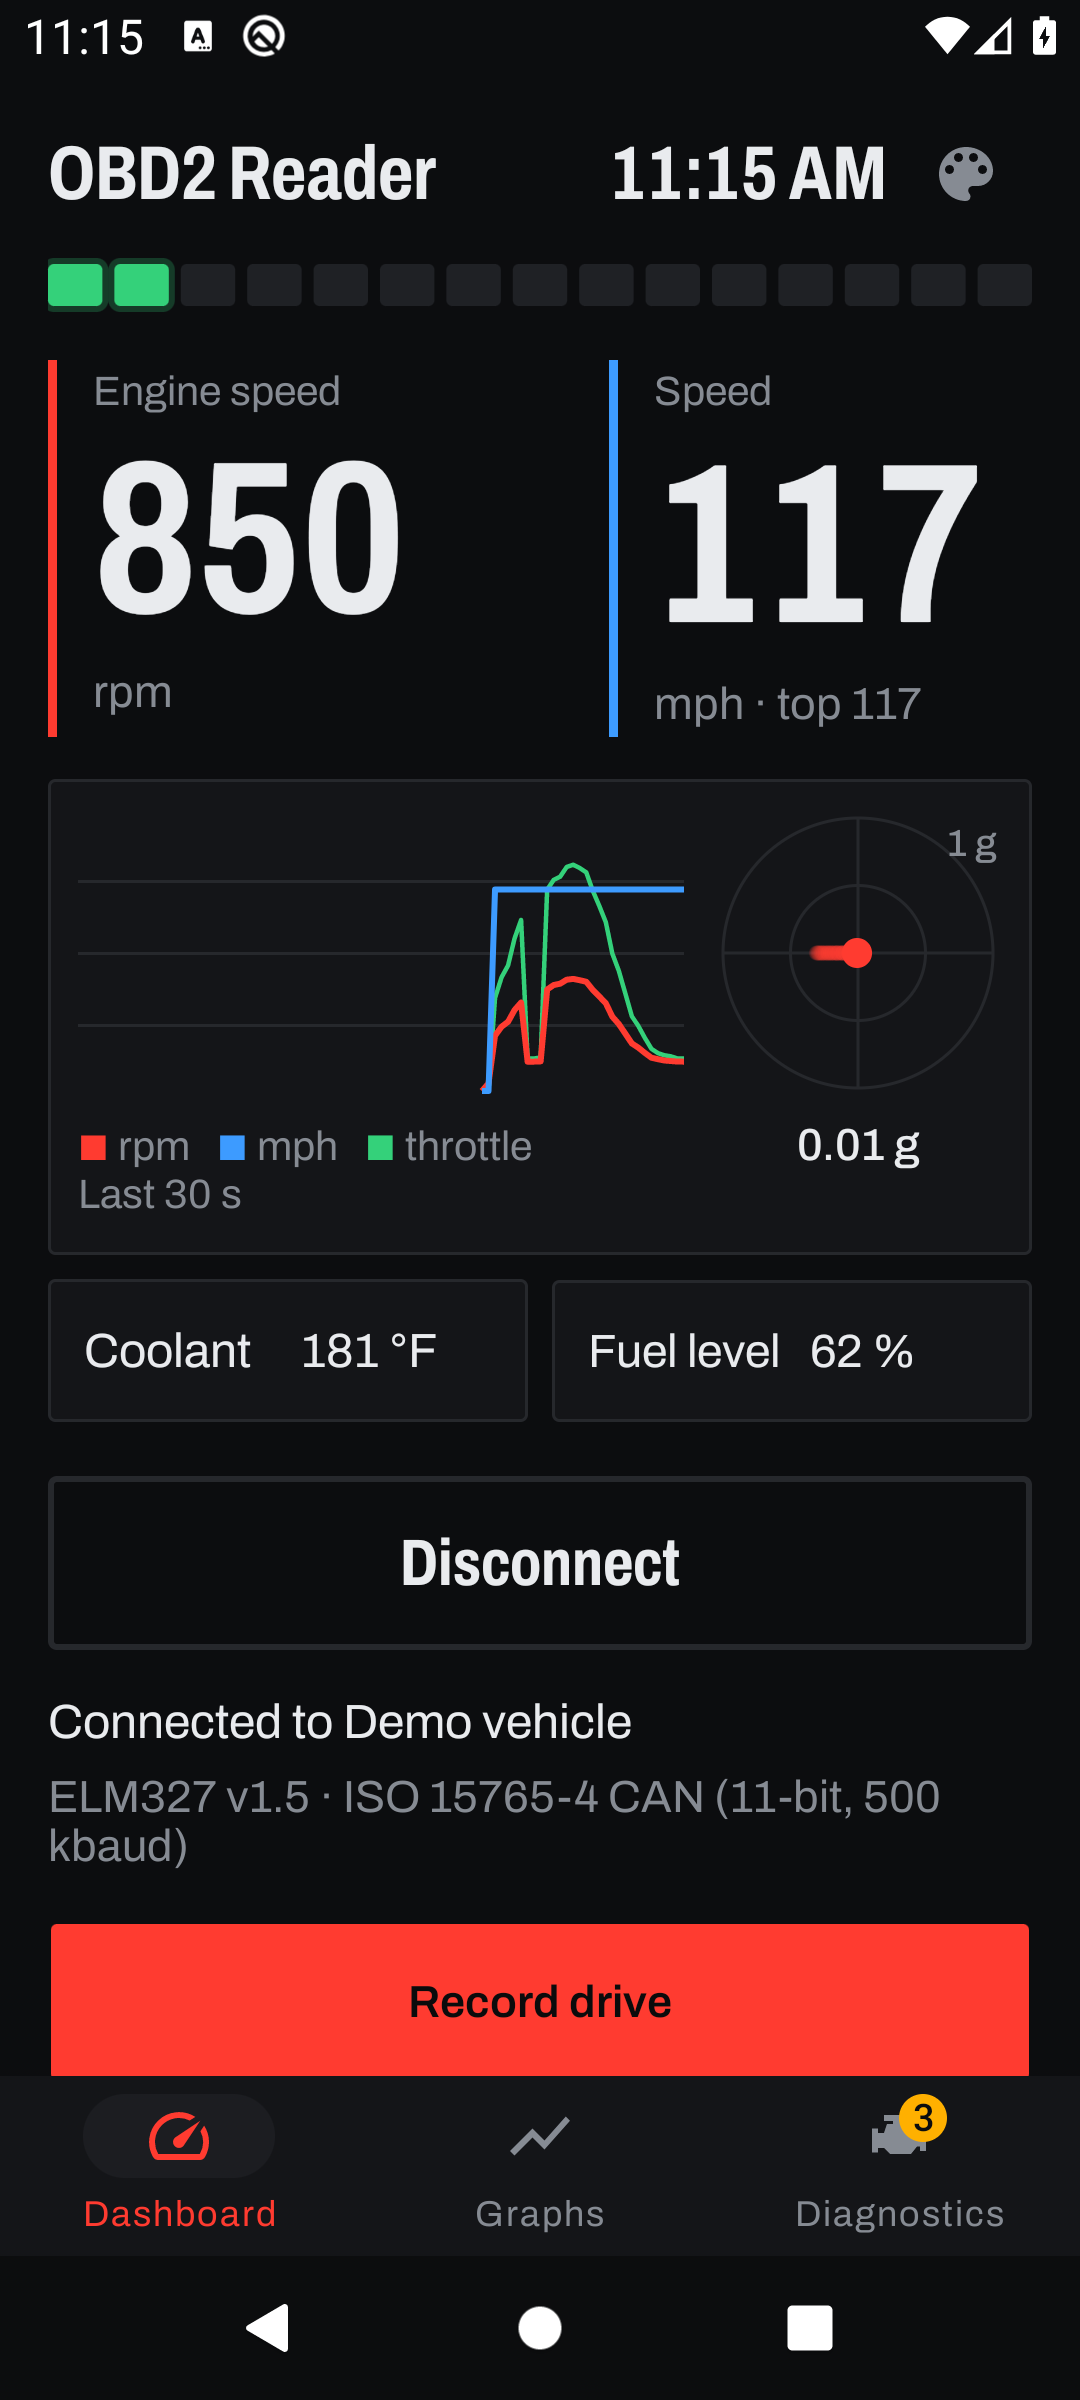 11:15
OBD2 Reader
11:15 AM
Engine speed
850
rpm
Speed
117
mph · top 117
1 g
rpm mph throttle
Last 30 s
0.01 g
Coolant 181 °F
Fuel level 62 %
Disconnect
Connected to Demo vehicle
ELM327 v1.5 · ISO 15765-4 CAN (11-bit, 500
kbaud)
Record drive
3
Dashboard
Graphs
Diagnostics